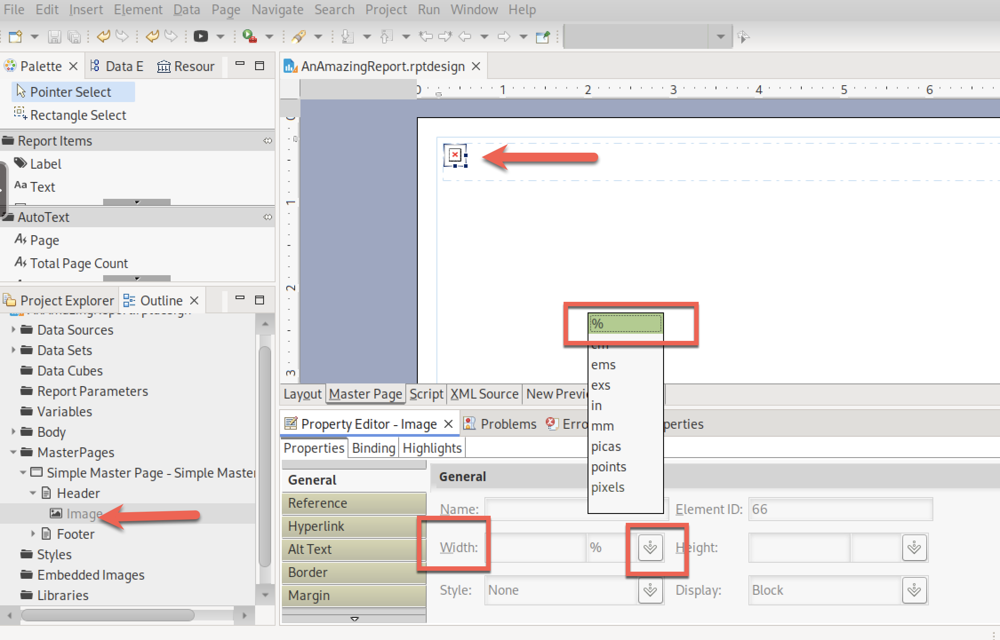 File Edit Insert Element Data Page Navigate Search Project Run Window Help
Palette Data E Resour
Pointer Select
Rectangle Select
Report Items
Label
Aa Text
AutoText
Page
Total Page Count
Project Explorer Outline
AnAmazingReport.rptdesign
Data Sources
Data Sets
Data Cubes
Report Parameters
Variables
Body
MasterPages
Simple Master Page - Simple Master
Header
Image
Footer
Styles
Embedded Images
Libraries
AnAmazingReport.rptdesign
0 1 2 3 4 5 6
0
1
2
3
%
cm
ems
exs
in
mm
picas
points
pixels
Layout Master Page Script XML Source New Previ
Property Editor - Image Problems Erro perties
Properties Binding Highlights
General
Reference
Hyperlink
Alt Text
Border
Margin
General
Name: Element ID: 66
Width: % Height:
Style: None Display: Block